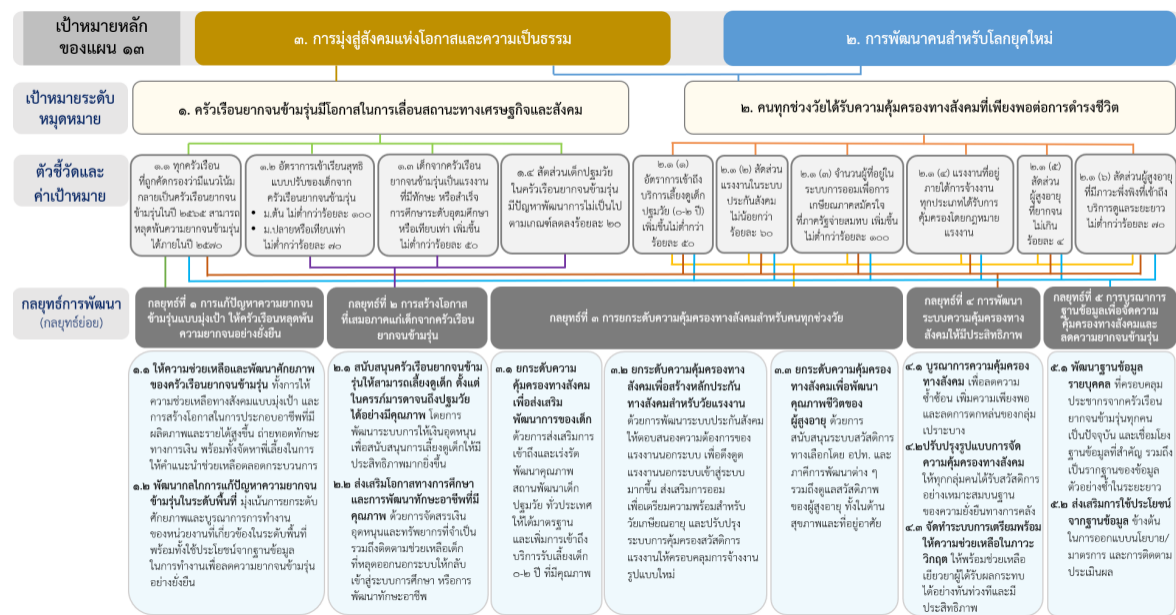 เป้าหมายหลัก
ของแผน ๑๓
๓. การมุ่งสู่สังคมแห่งโอกาสและความเป็นธรรม
๒. การพัฒนาคนสำหรับโลกยุคใหม่
เป้าหมายระดับ
หมุดหมาย
๑. ครัวเรือนยากจนข้ามรุ่นมีโอกาสในการเลื่อนสถานะทางเศรษฐกิจและสังคม
๒. คนทุกช่วงวัยได้รับความคุ้มครองทางสังคมที่เพียงพอต่อการดำรงชีวิต
ตัวชี้วัดและ
ค่าเป้าหมาย
๑.๑ ทุกครัวเรือน
ที่ถูกคัดกรองว่ามีแนวโน้ม
กลายเป็นครัวเรือนยากจน
ข้ามรุ่นในปี ๒๕๖๕ สามารถ
หลุดพ้นความยากจนข้ามรุ่น
ได้ภายในปี ๒๕๗๐
๑.๒ อัตราการเข้าเรียนสุทธิ
แบบปรับของเด็กจาก
ครัวเรือนยากจนข้ามรุ่น
• ม.ต้น ไม่ต่ำกว่าร้อยละ ๑๐๐
• ม.ปลายหรือเทียบเท่า
ไม่ต่ำกว่าร้อยละ ๗๐
๑.๓ เด็กจากครัวเรือน
ยากจนข้ามรุ่นเป็นแรงงาน
ที่มีทักษะ หรือสำเร็จ
การศึกษาระดับอุดมศึกษา
หรือเทียบเท่า เพิ่มขึ้น
ไม่ต่ำกว่าร้อยละ ๕๐
๑.๔ สัดส่วนเด็กปฐมวัย
ในครัวเรือนยากจนข้ามรุ่น
มีปัญหาพัฒนาการไม่เป็นไป
ตามเกณฑ์ลดลงร้อยละ ๒๐
๒.๑ (๑)
อัตราการเข้าถึง
บริการเลี้ยงดูเด็ก
ปฐมวัย (๐-๒ ปี)
เพิ่มขึ้นไม่ต่ำกว่า
ร้อยละ ๕๐
๒.๑ (๒) สัดส่วน
แรงงานในระบบ
ประกันสังคม
ไม่น้อยกว่า
ร้อยละ ๖๐
๒.๑ (๓) จำนวนผู้ที่อยู่ใน
ระบบการออมเพื่อการ
เกษียณภาคสมัครใจ
ที่ภาครัฐจ่ายสมทบ เพิ่มขึ้น
ไม่ต่ำกว่าร้อยละ ๑๐๐
๒.๑ (๔) แรงงานที่อยู่
ภายใต้การจ้างงาน
ทุกประเภทได้รับการ
คุ้มครองโดยกฎหมาย
แรงงาน
๒.๑ (๕)
สัดส่วน
ผู้สูงอายุ
ที่ยากจน
ไม่เกิน
ร้อยละ ๔
๒.๑ (๖) สัดส่วนผู้สูงอายุ
ที่มีภาวะพึ่งพิงที่เข้าถึง
บริการดูแลระยะยาว
ไม่ต่ำกว่าร้อยละ ๗๐
กลยุทธ์การพัฒนา
(กลยุทธ์ย่อย)
กลยุทธ์ที่ ๑ การแก้ปัญหาความยากจน
ข้ามรุ่นแบบมุ่งเป้า ให้ครัวเรือนหลุดพ้น
ความยากจนอย่างยั่งยืน
กลยุทธ์ที่ ๒ การสร้างโอกาส
ที่เสมอภาคแก่เด็กจากครัวเรือน
ยากจนข้ามรุ่น
กลยุทธ์ที่ ๓ การยกระดับความคุ้มครองทางสังคมสำหรับคนทุกช่วงวัย
กลยุทธ์ที่ ๔ การพัฒนา
ระบบความคุ้มครองทาง
สังคมให้มีประสิทธิภาพ
กลยุทธ์ที่ ๕ การบูรณาการ
ฐานข้อมูลเพื่อจัดความ
คุ้มครองทางสังคมและ
ลดความยากจนข้ามรุ่น
๑.๑ ให้ความช่วยเหลือและพัฒนาศักยภาพ
ของครัวเรือนยากจนข้ามรุ่น ทั้งการให้
ความช่วยเหลือทางสังคมแบบมุ่งเป้า และ
การสร้างโอกาสในการประกอบอาชีพที่มี
ผลิตภาพและรายได้สูงขึ้น ถ่ายทอดทักษะ
ทางการเงิน พร้อมทั้งจัดหาพี่เลี้ยงในการ
ให้คำแนะนำช่วยเหลือตลอดกระบวนการ
๑.๒ พัฒนากลไกการแก้ปัญหาความยากจน
ข้ามรุ่นในระดับพื้นที่ มุ่งเน้นการยกระดับ
ศักยภาพและบูรณาการการทำงาน
ของหน่วยงานที่เกี่ยวข้องในระดับพื้นที่
พร้อมทั้งใช้ประโยชน์จากฐานข้อมูล
ในการทำงานเพื่อลดความยากจนข้ามรุ่น
อย่างยั่งยืน
๒.๑ สนับสนุนครัวเรือนยากจนข้าม
รุ่นให้สามารถเลี้ยงดูเด็ก ตั้งแต่
ในครรภ์มารดาจนถึงปฐมวัย
ได้อย่างมีคุณภาพ โดยการ
พัฒนาระบบการให้เงินอุดหนุน
เพื่อสนับสนุนการเลี้ยงดูเด็กให้มี
ประสิทธิภาพมากยิ่งขึ้น
๒.๒ ส่งเสริมโอกาสทางการศึกษา
และการพัฒนาทักษะอาชีพที่มี
คุณภาพ ด้วยการจัดสรรเงิน
อุดหนุนและทรัพยากรที่จำเป็น
รวมถึงติดตามช่วยเหลือเด็ก
ที่หลุดออกนอกระบบให้กลับ
เข้าสู่ระบบการศึกษา หรือการ
พัฒนาทักษะอาชีพ
๓.๑ ยกระดับความ
คุ้มครองทางสังคม
เพื่อส่งเสริม
พัฒนาการของเด็ก
ด้วยการส่งเสริมการ
เข้าถึงและเร่งรัด
พัฒนาคุณภาพ
สถานพัฒนาเด็ก
ปฐมวัย ทั่วประเทศ
ให้ได้มาตรฐาน
และเพิ่มการเข้าถึง
บริการรับเลี้ยงเด็ก
๐-๒ ปี ที่มีคุณภาพ
๓.๒ ยกระดับความคุ้มครองทาง
สังคมเพื่อสร้างหลักประกัน
ทางสังคมสำหรับวัยแรงงาน
ด้วยการพัฒนาระบบประกันสังคม
ให้ตอบสนองความต้องการของ
แรงงานนอกระบบ เพื่อดึงดูด
แรงงานนอกระบบเข้าสู่ระบบ
มากขึ้น ส่งเสริมการออม
เพื่อเตรียมความพร้อมสำหรับ
วัยเกษียณอายุ และปรับปรุง
ระบบการคุ้มครองสวัสดิการ
แรงงานให้ครอบคลุมการจ้างงาน
รูปแบบใหม่
๓.๓ ยกระดับความคุ้มครอง
ทางสังคมเพื่อพัฒนา
คุณภาพชีวิตของ
ผู้สูงอายุ ด้วยการ
สนับสนุนระบบสวัสดิการ
ทางเลือกโดย อปท. และ
ภาคีการพัฒนาต่าง ๆ
รวมถึงดูแลสวัสดิภาพ
ของผู้สูงอายุ ทั้งในด้าน
สุขภาพและที่อยู่อาศัย
๔.๑ บูรณาการความคุ้มครอง
ทางสังคม เพื่อลดความ
ซ้ำซ้อน เพิ่มความเพียงพอ
และลดการตกหล่นของกลุ่ม
เปราะบาง
๔.๒ปรับปรุงรูปแบบการจัด
ความคุ้มครองทางสังคม
ให้ทุกกลุ่มคนได้รับสวัสดิการ
อย่างเหมาะสมบนฐาน
ของความยั่งยืนทางการคลัง
๔.๓ จัดทำระบบการเตรียมพร้อม
ให้ความช่วยเหลือในภาวะ
วิกฤต ให้พร้อมช่วยเหลือ
เยียวยาผู้ได้รับผลกระทบ
ได้อย่างทันท่วงทีและมี
ประสิทธิภาพ
๕.๑ พัฒนาฐานข้อมูล
รายบุคคล ที่ครอบคลุม
ประชากรจากครัวเรือน
ยากจนข้ามรุ่นทุกคน
เป็นปัจจุบัน และเชื่อมโยง
ฐานข้อมูลที่สำคัญ รวมถึง
เป็นรากฐานของข้อมูล
ตัวอย่างซ้ำในระยะยาว
๕.๒ ส่งเสริมการใช้ประโยชน์
จากฐานข้อมูล ข้างต้น
ในการออกแบบนโยบาย/
มาตรการ และการติดตาม
ประเมินผล